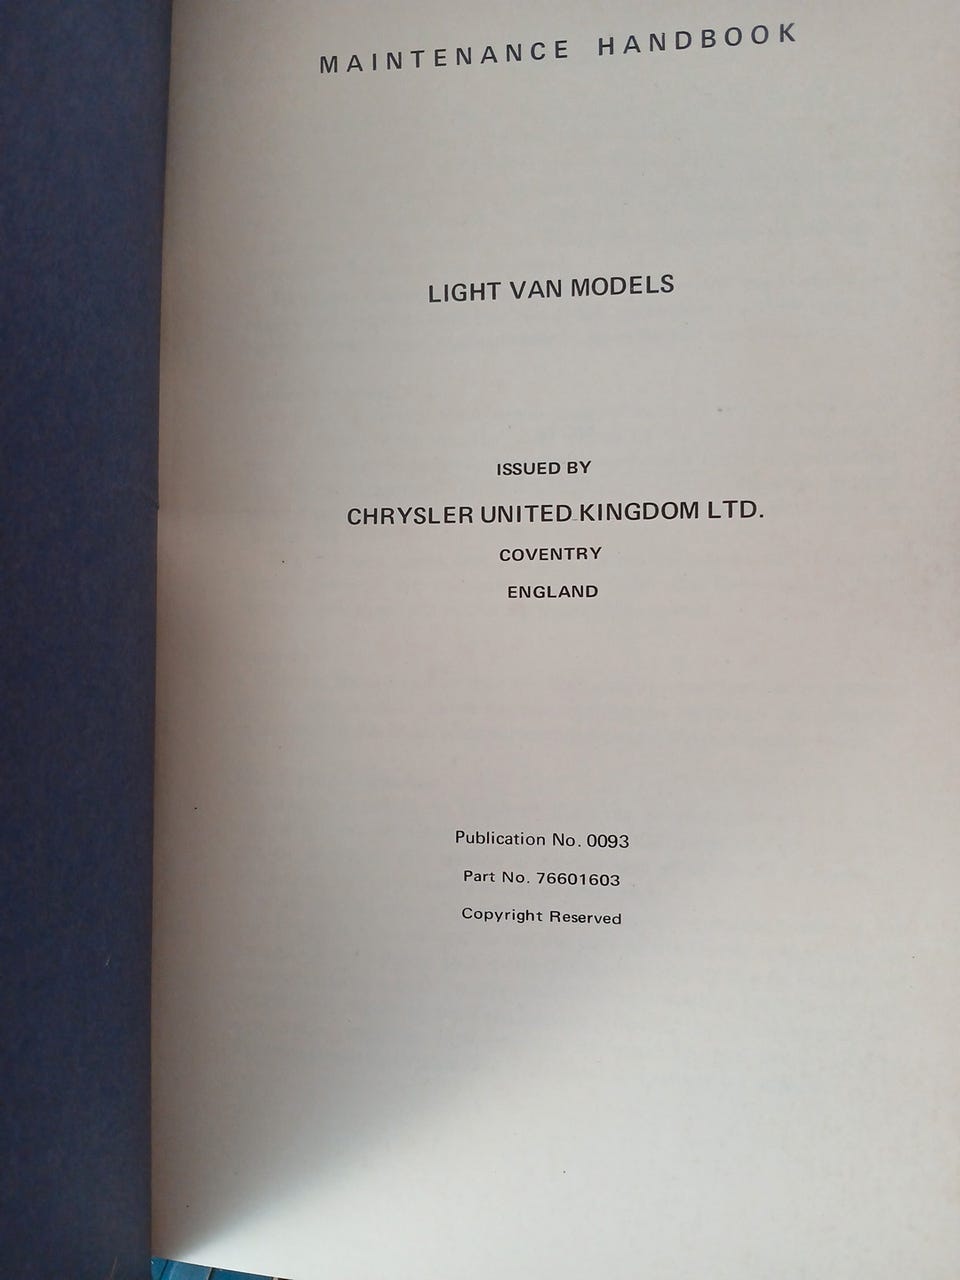 MAINTENANCE HANDBOOK
LIGHT VAN MODELS
ISSUED BY
CHRYSLER UNITED KINGDOM LTD.
COVENTRY
ENGLAND
Publication No. 0093
Part No. 76601603
Copyright Reserved